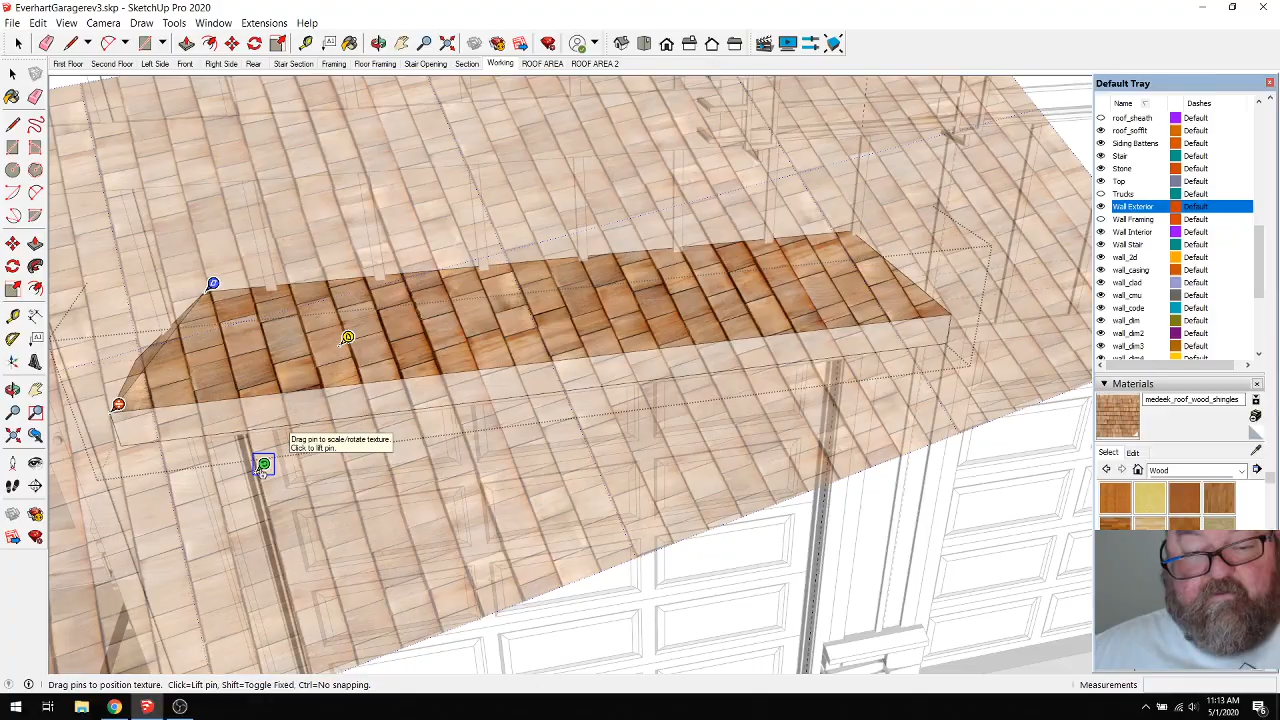 EverhartGaragerev3.skp - SketchUp Pro 2020
File Edit View Camera Draw Tools Window Extensions Help
First Floor Second Floor Left Side Front Right Side Rear Stair Section Framing Floor Framing Stair Opening Section Working ROOF AREA ROOF AREA 2
Default Tray
Name Dashes
roof_sheath Default
roof_soffit Default
Siding Battens Default
Stair Default
Stone Default
Top Default
Trucks Default
Wall Exterior Default
Wall Framing Default
Wall Interior Default
Wall Stair Default
wall_2d Default
wall_casing Default
wall_clad Default
wall_cmu Default
wall_code Default
wall_dim Default
wall_dim2 Default
wall_dim3 Default
wall_dim4 Default
Materials
medeek_roof_wood_shingles
Select Edit
Wood
Drag pin to scale/rotate texture.
Click to lift pin.
Drag pins to position texture. Click=Lift pin, Shift=Toggle Fixed, Ctrl=No snapping.
Measurements
11:13 AM
5/1/2020